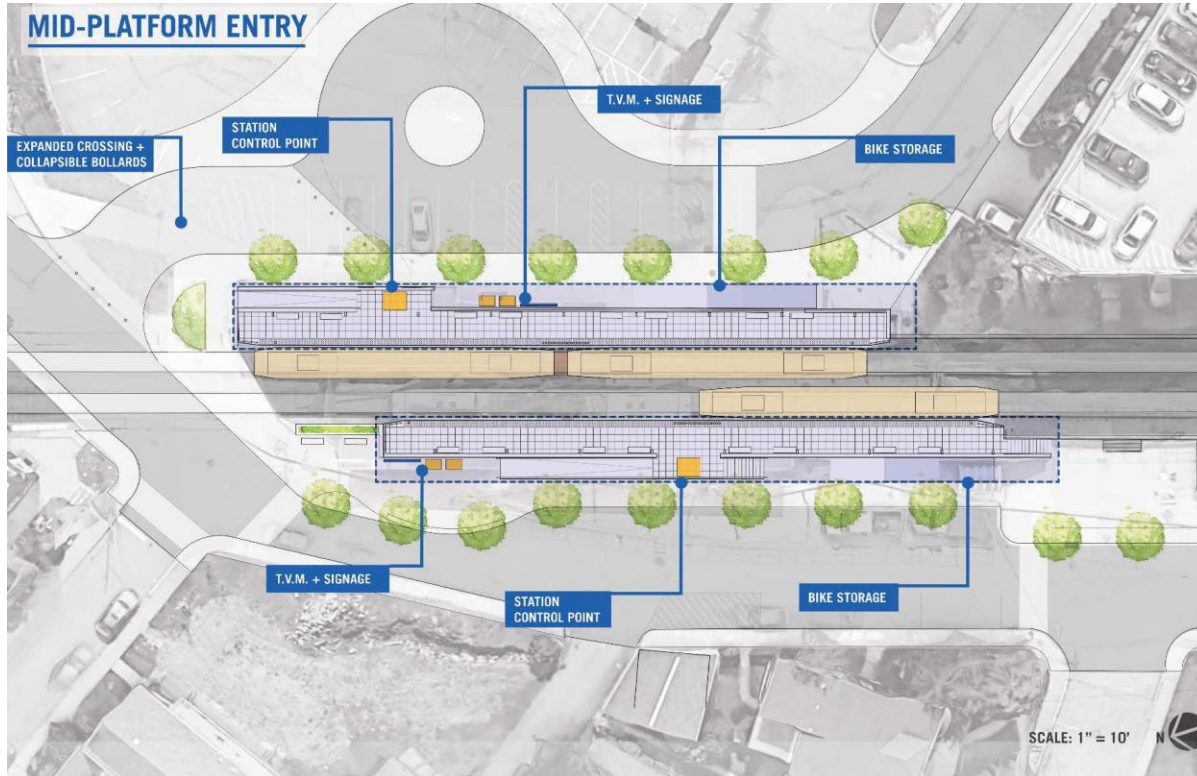 MID-PLATFORM ENTRY
T.V.M. + SIGNAGE
STATION
CONTROL POINT
EXPANDED CROSSING +
COLLAPSIBLE BOLLARDS
BIKE STORAGE
T.V.M. + SIGNAGE
STATION
CONTROL POINT
BIKE STORAGE
SCALE: 1" = 10' N